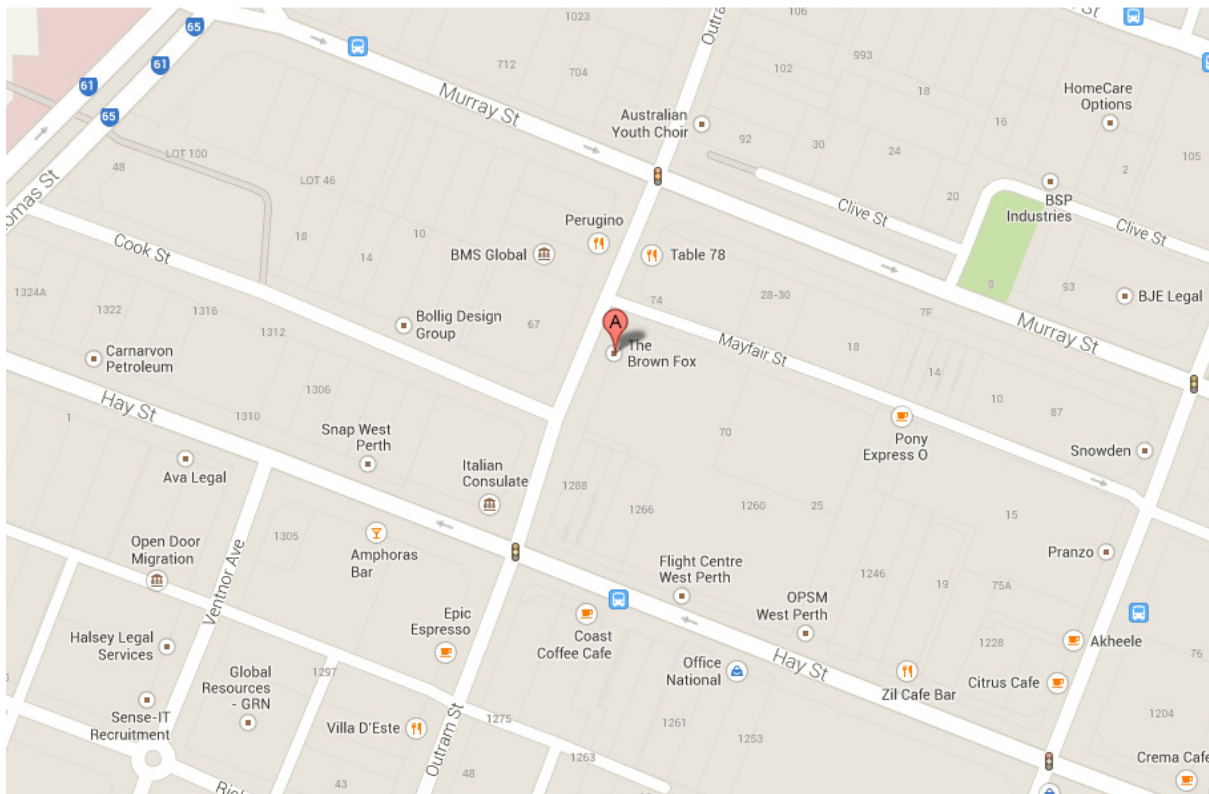 65
1023
106
St
Outra
61
61
65
712
704
993
102
18
HomeCare
Options
Murray St
Australian
Youth Choir
92
30
24
16
2
105
LOT 100
48
LOT 46
20
BSP
Industries
omas St
Clive St
Clive St
Perugino
BMS Global
Table 78
Cook St
18
10
14
1324A
1322
1316
1312
74
28-30
7F
9
93
BJE Legal
Bollig Design
Group
67
A
The
Brown Fox
Mayfair St
18
Murray St
Carnarvon
Petroleum
14
10
87
1306
Hay St
1
1310
Snap West
Perth
70
Pony
Express O
Snowden
Ava Legal
Italian
Consulate
1288
1266
1260
25
15
1305
Open Door
Migration
Amphoras
Bar
Pranzo
Flight Centre
West Perth
1246
19
75A
Ventnor Ave
OPSM
West Perth
Epic
Espresso
Coast
Coffee Cafe
Halsey Legal
Services
1228
Akheele
76
Hay St
Office
National
Global
Resources
- GRN
1297
Zil Cafe Bar
Citrus Cafe
Sense-IT
Recruitment
Villa D'Este
Outram St
1275
1261
1253
1204
1263
Crema Cafe
43
48